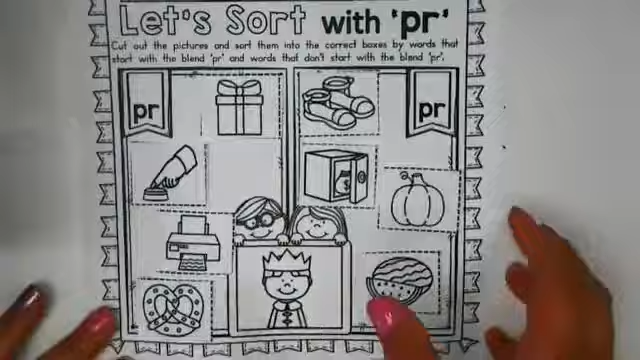 Let's Sort with 'pr'
Cut out the pictures and sort them into the correct boxes by words that
start with the blend 'pr' and words that don't start with the blend 'pr'.
pr
pr
$